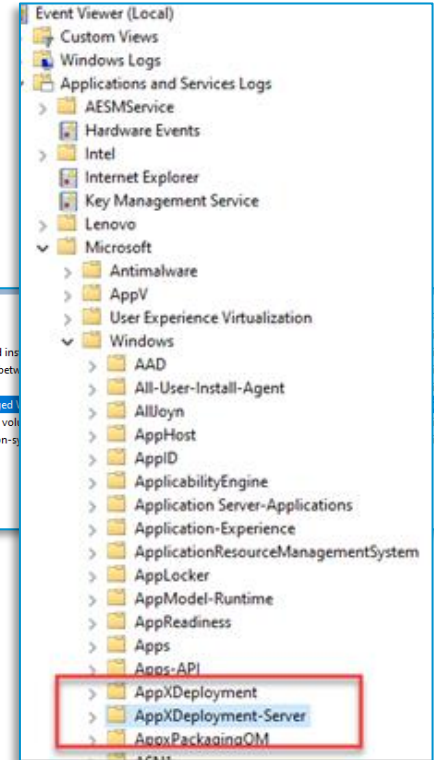 Event Viewer (Local)
Custom Views
Windows Logs
Applications and Services Logs
AESMService
Hardware Events
Intel
Internet Explorer
Key Management Service
Lenovo
Microsoft
Antimalware
AppV
User Experience Virtualization
Windows
AAD
All-User-Install-Agent
AllJoyn
AppHost
AppID
ApplicabilityEngine
Application Server-Applications
Application-Experience
ApplicationResourceManagementSystem
AppLocker
AppModel-Runtime
AppReadiness
Apps
Apps-API
AppXDeployment
AppXDeployment-Server
AppxPackagingOM